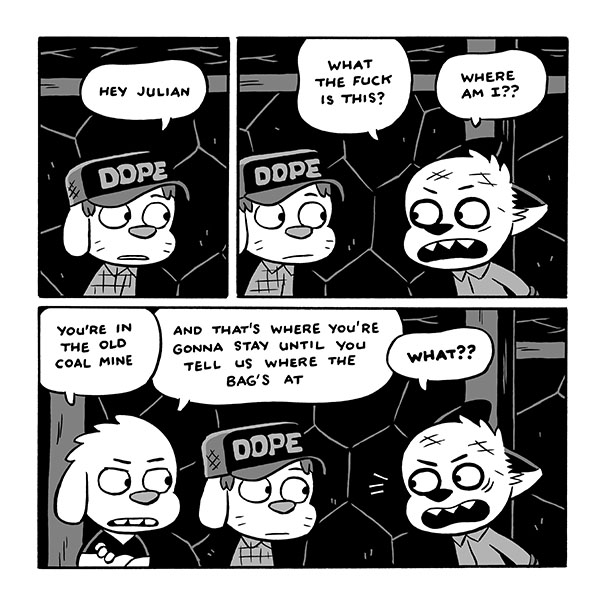 HEY JULIAN
DOPE
WHAT
THE FUCK
IS THIS?
WHERE
AM I??
DOPE
YOU'RE IN
THE OLD
COAL MINE
AND THAT'S WHERE YOU'RE
GONNA STAY UNTIL YOU
TELL US WHERE THE
BAG'S AT
WHAT??
DOPE